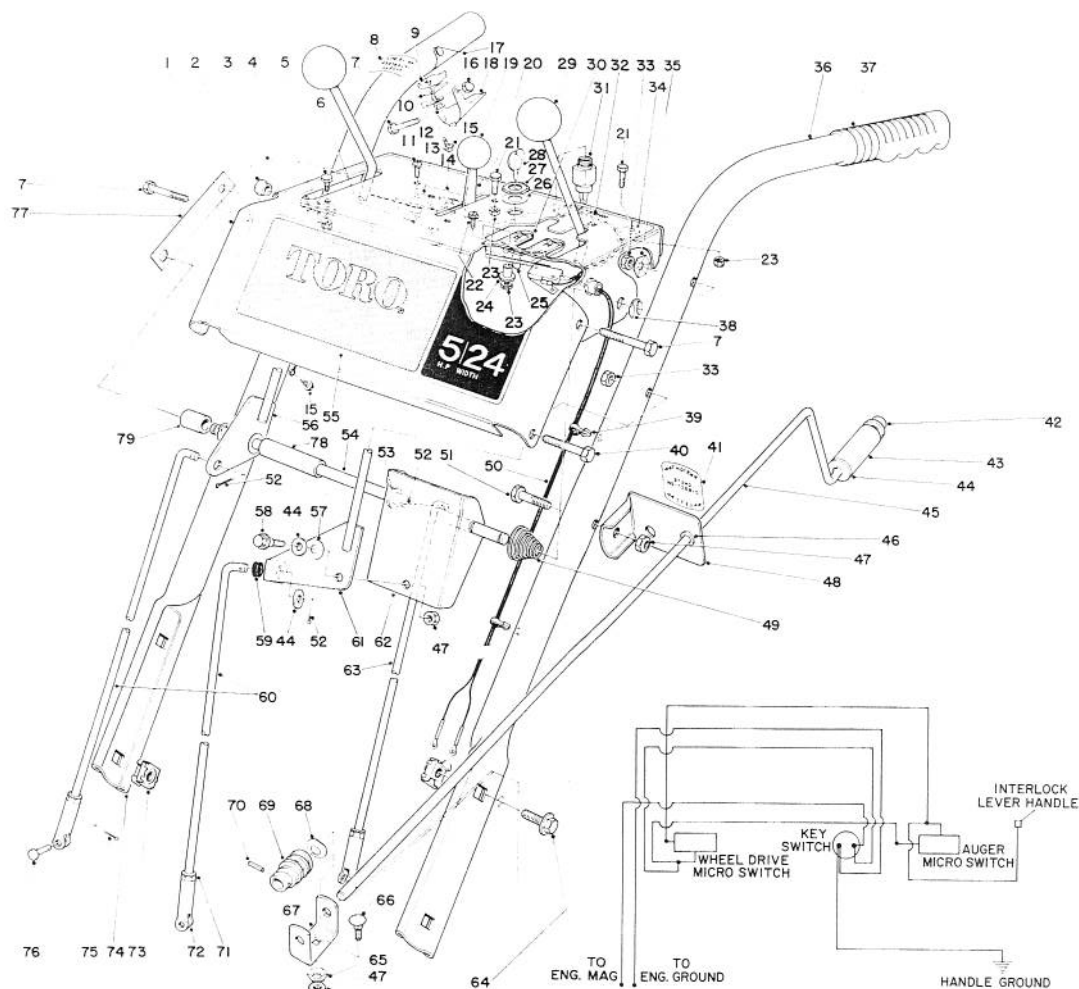 8 9 17
1 2 3 4 5 7 16 18 19 20 29 30 32 33 35
6 10 31 34 36 37
12 15 21 28 21
11 13 14 27
26
7
77
TORO
22 23 25 23
24 23
38
5/24
H.P. WIDTH
7
33
15 55
56
79 78 54 39 42
53 52 51 50 40 41 43
52 44
58 44 57 45
46
47
48
49
59 44 52 61 62 47
63
60
INTERLOCK
LEVER HANDLE
70 69 68
KEY
SWITCH
AUGER
MICRO SWITCH
WHEEL DRIVE
MICRO SWITCH
67 66
76 75 74 73 72 71 65
47
64
TO
ENG. MAG
TO
ENG. GROUND
HANDLE GROUND